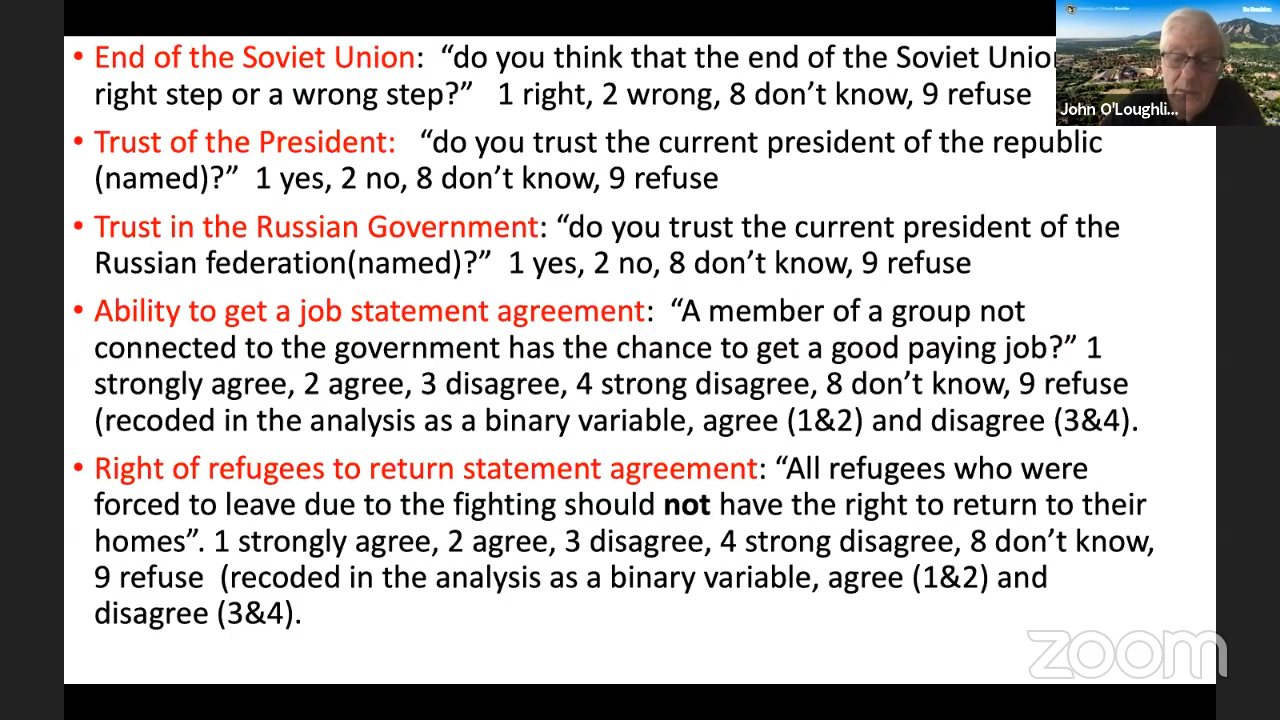 • End of the Soviet Union: “do you think that the end of the Soviet Union
right step or a wrong step?” 1 right, 2 wrong, 8 don’t know, 9 refuse
• Trust of the President: “do you trust the current president of the republic
(named)?” 1 yes, 2 no, 8 don’t know, 9 refuse
• Trust in the Russian Government: “do you trust the current president of the
Russian federation(named)?” 1 yes, 2 no, 8 don’t know, 9 refuse
• Ability to get a job statement agreement: “A member of a group not
connected to the government has the chance to get a good paying job?” 1
strongly agree, 2 agree, 3 disagree, 4 strong disagree, 8 don’t know, 9 refuse
(recoded in the analysis as a binary variable, agree (1&2) and disagree (3&4).
• Right of refugees to return statement agreement: “All refugees who were
forced to leave due to the fighting should not have the right to return to their
homes”. 1 strongly agree, 2 agree, 3 disagree, 4 strong disagree, 8 don’t know,
9 refuse (recoded in the analysis as a binary variable, agree (1&2) and
disagree (3&4).
University of Colorado Boulder
John O'Loughli...
zoom